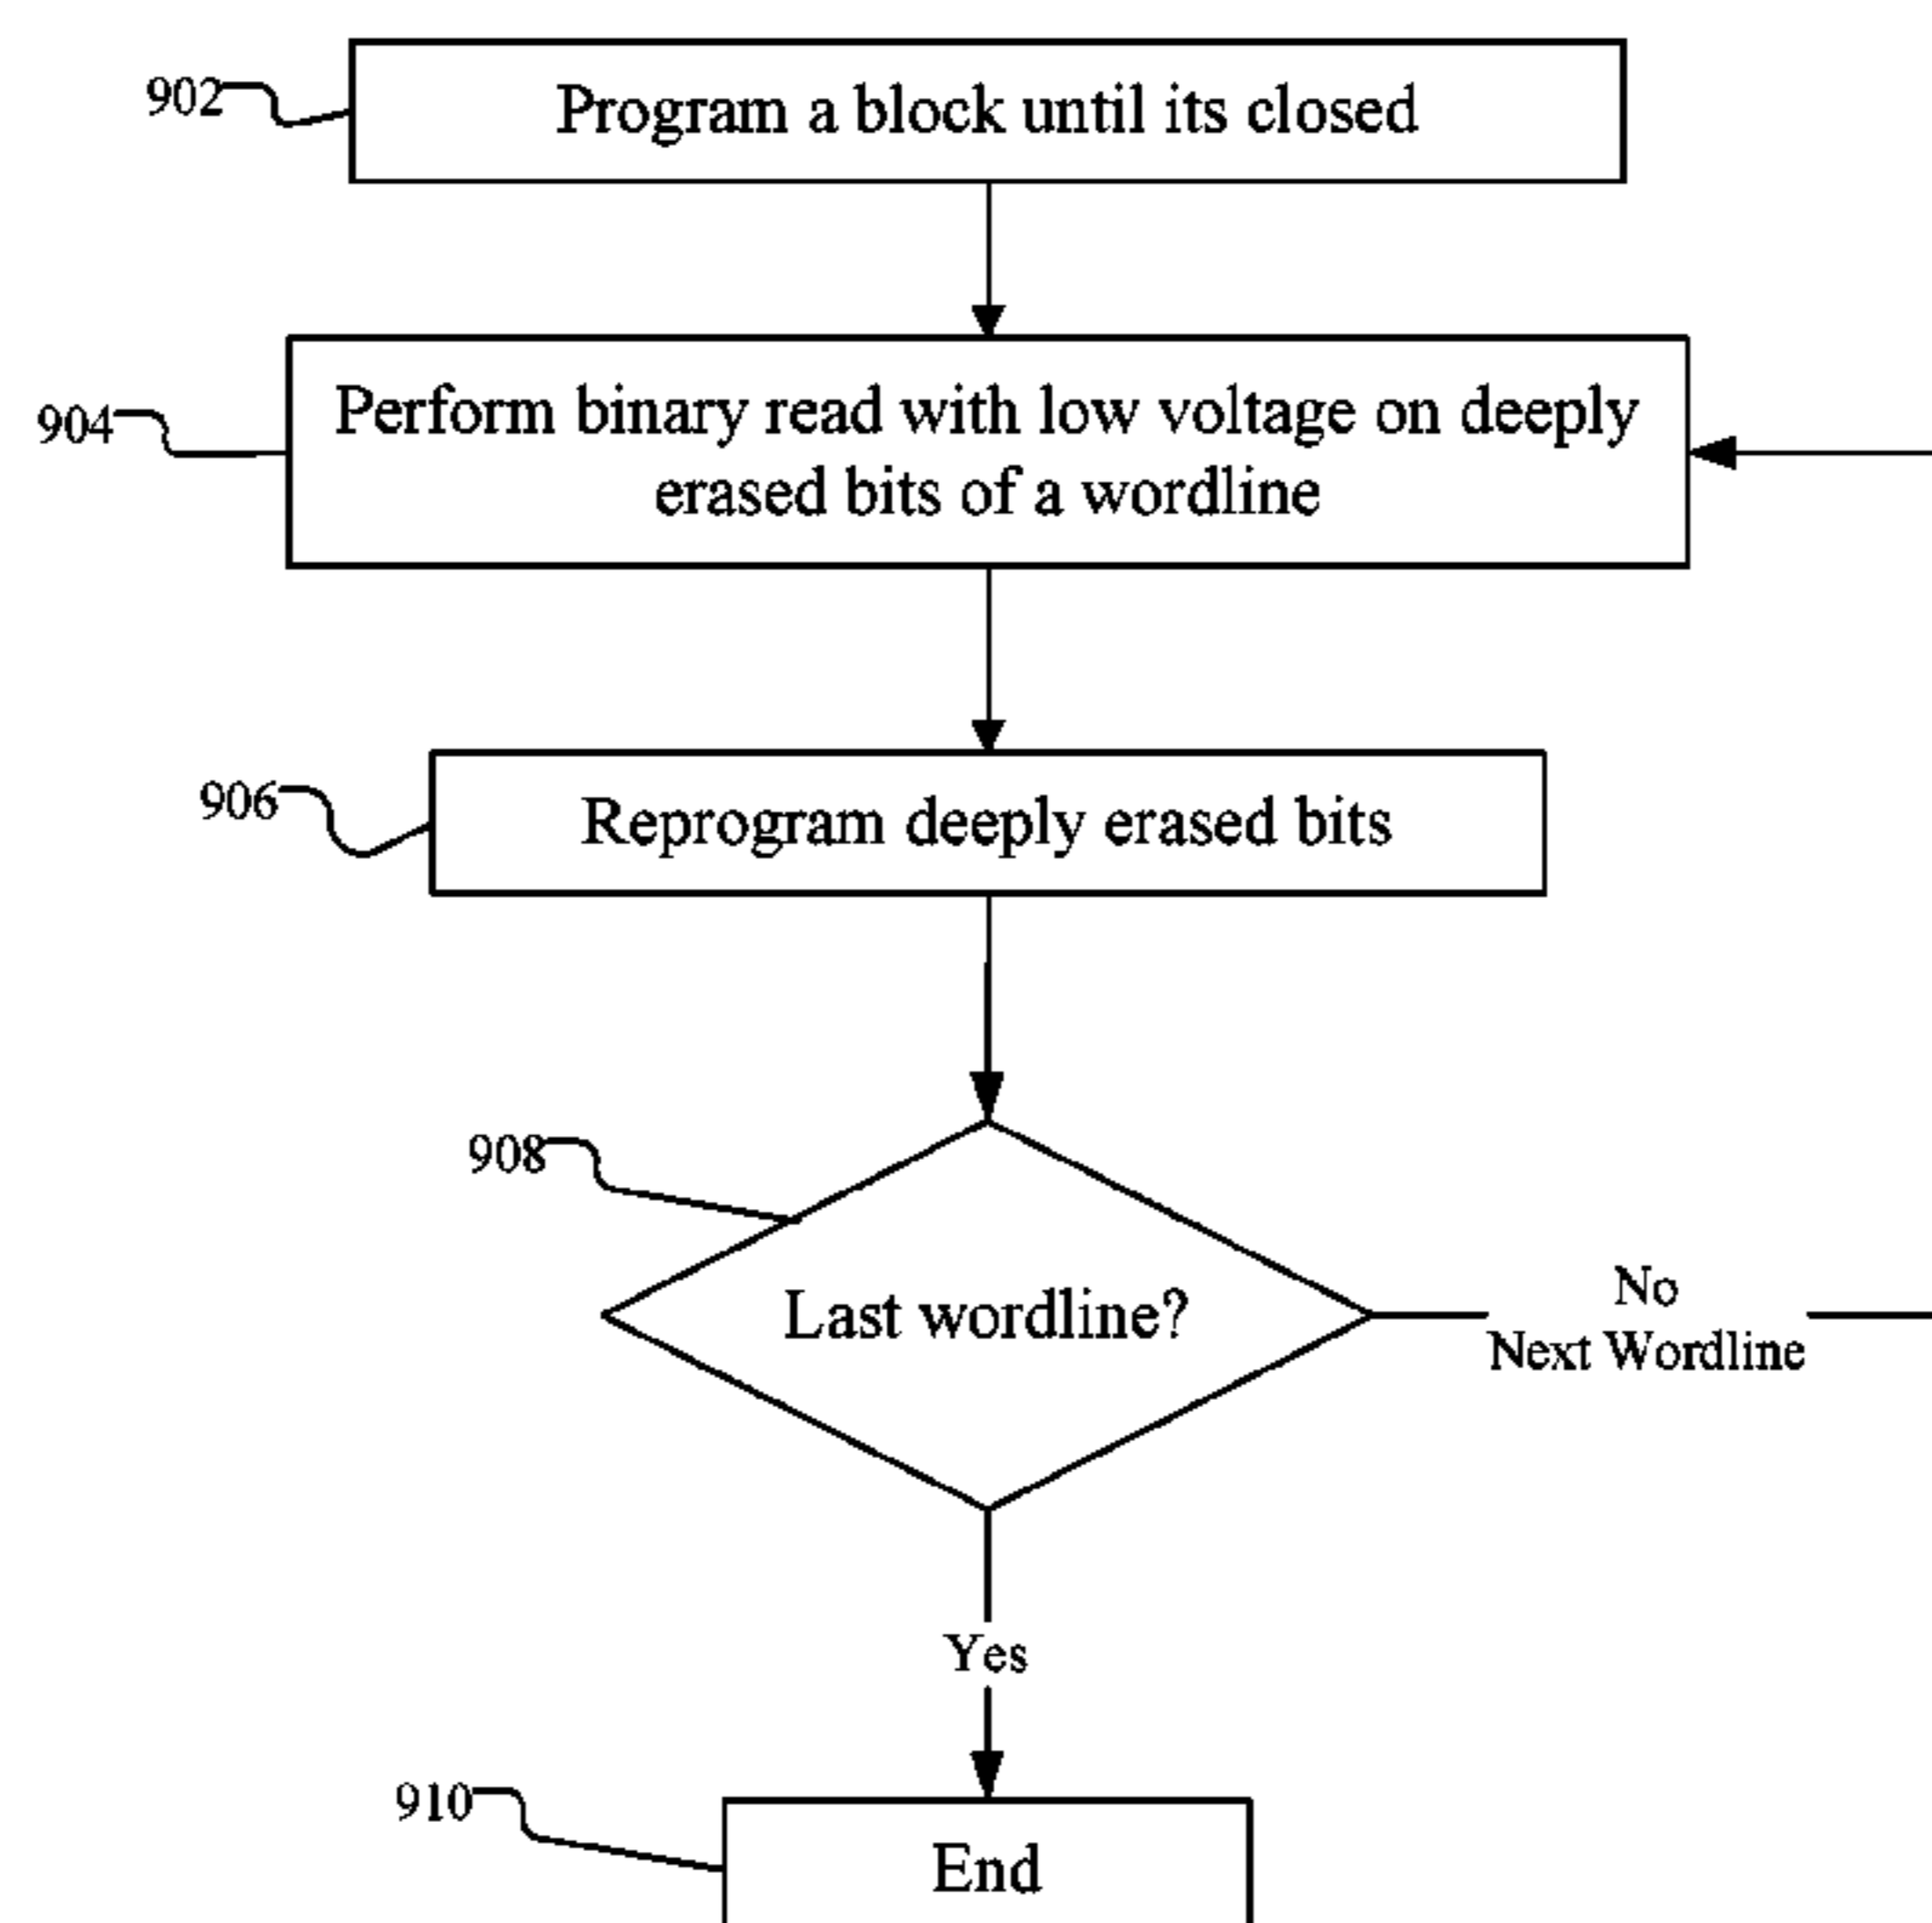 902
Program a block until its closed
904
Perform binary read with low voltage on deeply
erased bits of a wordline
906
Reprogram deeply erased bits
908
Last wordline?
No
Next Wordline
Yes
910
End